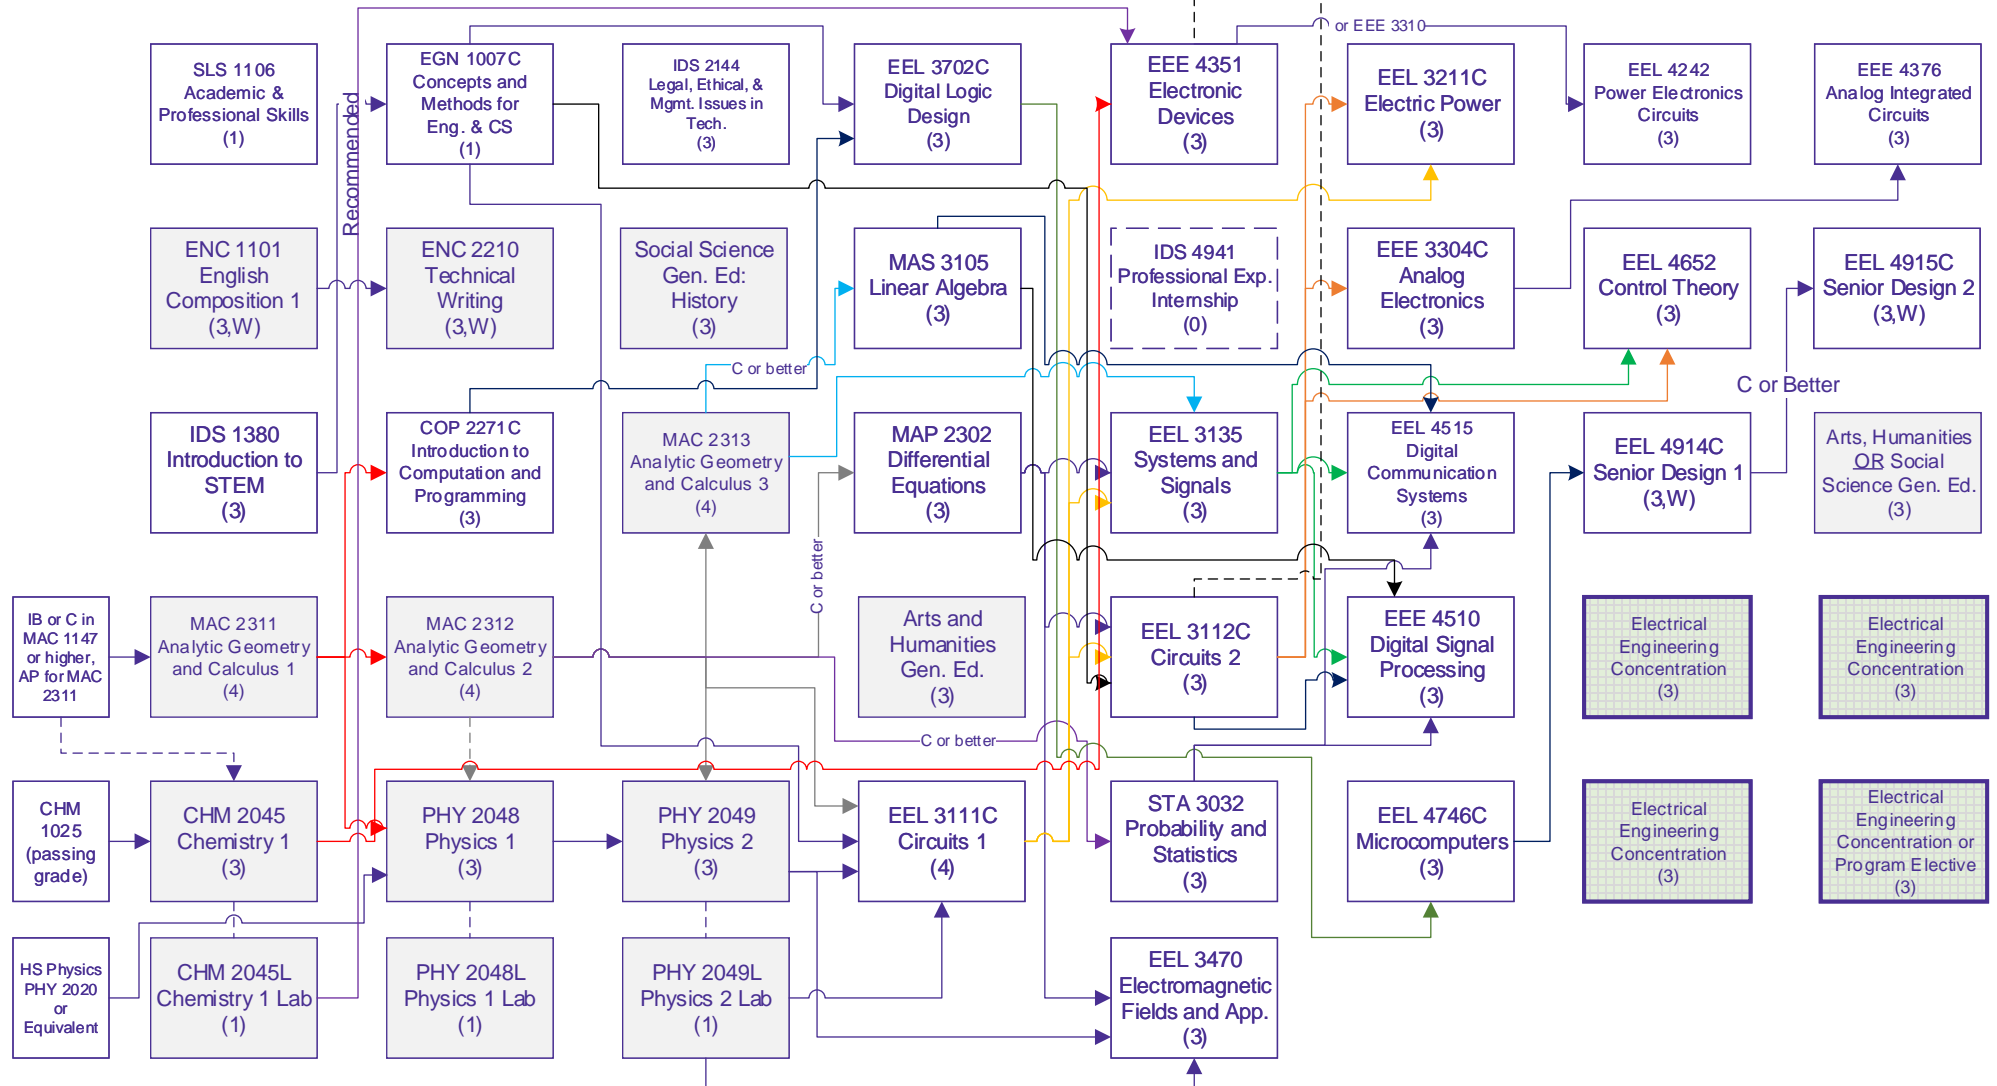 or EEE 3310
SLS 1106
Academic &
Professional Skills
(1)
EGN 1007C
Concepts and
Methods for
Eng. & CS
(1)
IDS 2144
Legal, Ethical, &
Mgmt. Issues in
Tech.
(3)
EEL 3702C
Digital Logic
Design
(3)
EEE 4351
Electronic
Devices
(3)
EEL 3211C
Electric Power
(3)
EEL 4242
Power Electronics
Circuits
(3)
EEE 4376
Analog Integrated
Circuits
(3)
Recommended
ENC 1101
English
Composition 1
(3,W)
ENC 2210
Technical
Writing
(3,W)
Social Science
Gen. Ed:
History
(3)
MAS 3105
Linear Algebra
(3)
IDS 4941
Professional Exp.
Internship
(0)
EEE 3304C
Analog
Electronics
(3)
EEL 4652
Control Theory
(3)
EEL 4915C
Senior Design 2
(3,W)
C or better
C or Better
IDS 1380
Introduction to
STEM
(3)
COP 2271C
Introduction to
Computation and
Programming
(3)
MAC 2313
Analytic Geometry
and Calculus 3
(4)
MAP 2302
Differential
Equations
(3)
EEL 3135
Systems and
Signals
(3)
EEL 4515
Digital
Communication
Systems
(3)
EEL 4914C
Senior Design 1
(3,W)
Arts, Humanities
OR Social
Science Gen. Ed.
(3)
C or better
IB or C in
MAC 1147
or higher,
AP for MAC
2311
MAC 2311
Analytic Geometry
and Calculus 1
(4)
MAC 2312
Analytic Geometry
and Calculus 2
(4)
Arts and
Humanities
Gen. Ed.
(3)
EEL 3112C
Circuits 2
(3)
EEE 4510
Digital Signal
Processing
(3)
Electrical
Engineering
Concentration
(3)
Electrical
Engineering
Concentration
(3)
C or better
CHM
1025
(passing
grade)
CHM 2045
Chemistry 1
(3)
PHY 2048
Physics 1
(3)
PHY 2049
Physics 2
(3)
EEL 3111C
Circuits 1
(4)
STA 3032
Probability and
Statistics
(3)
EEL 4746C
Microcomputers
(3)
Electrical
Engineering
Concentration
(3)
Electrical
Engineering
Concentration or
Program Elective
(3)
HS Physics
PHY 2020
or
Equivalent
CHM 2045L
Chemistry 1 Lab
(1)
PHY 2048L
Physics 1 Lab
(1)
PHY 2049L
Physics 2 Lab
(1)
EEL 3470
Electromagnetic
Fields and App.
(3)